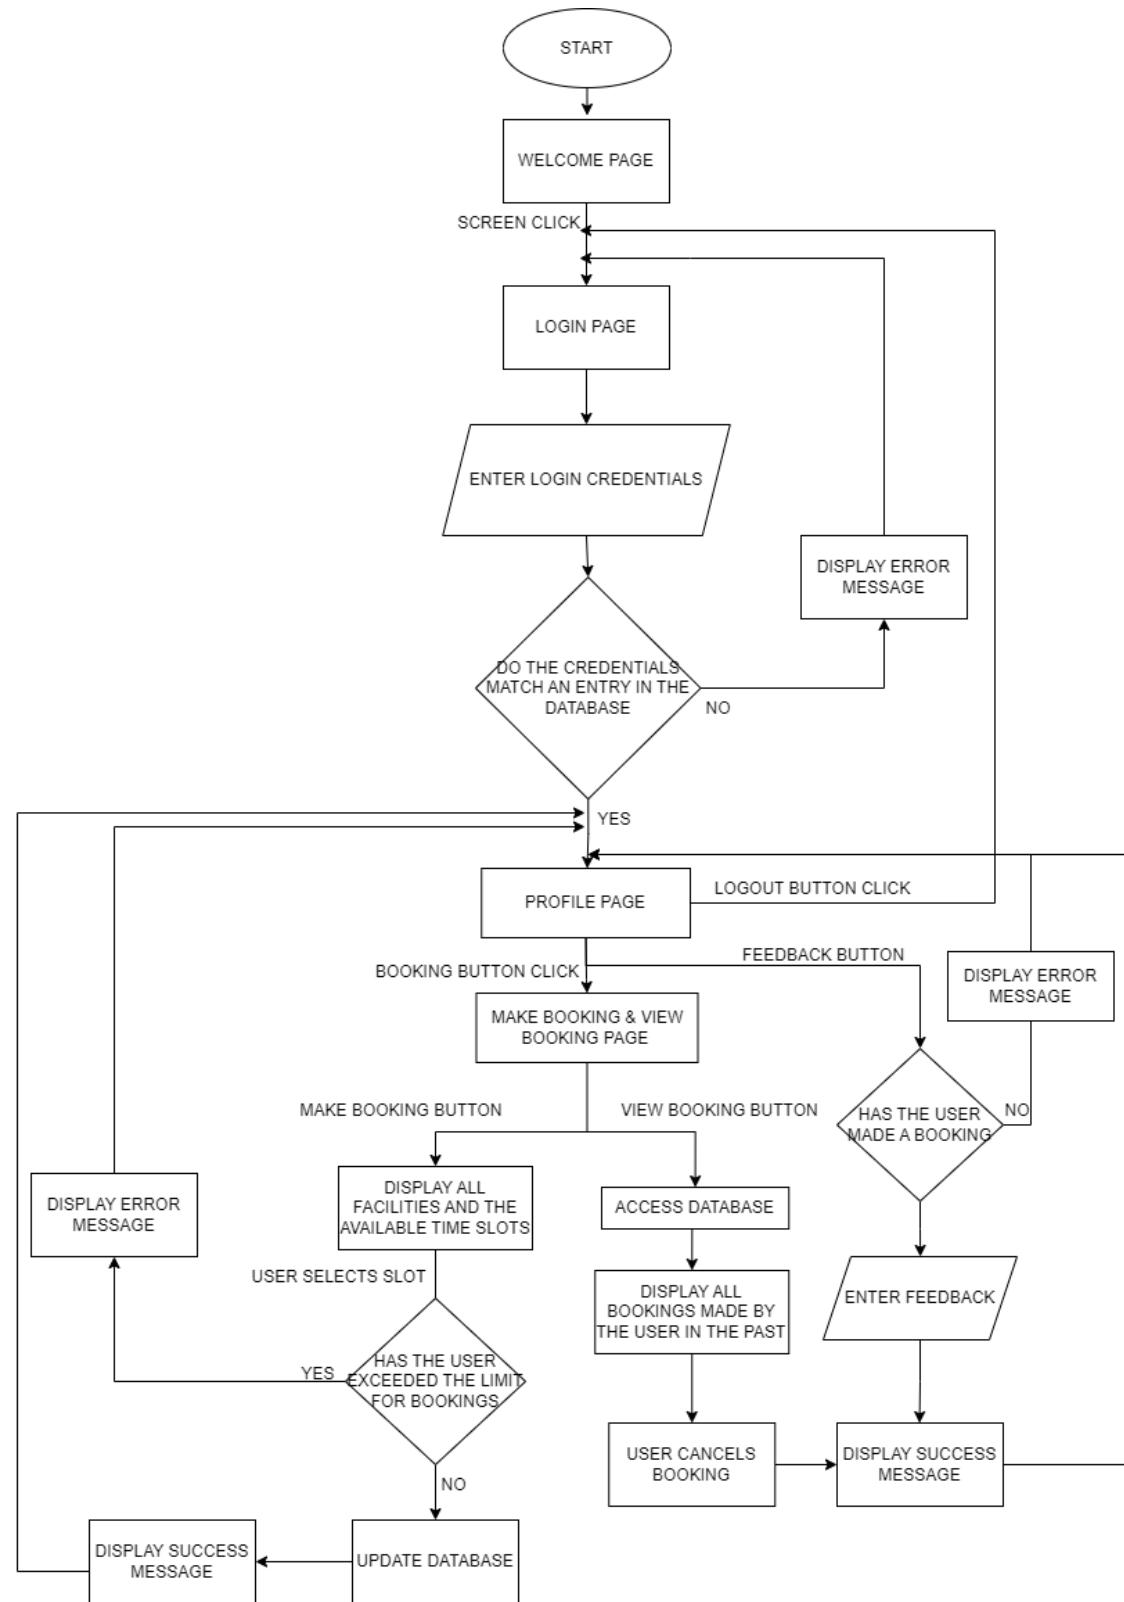 START
WELCOME PAGE
SCREEN CLICK
LOGIN PAGE
ENTER LOGIN CREDENTIALS
DISPLAY ERROR
MESSAGE
DO THE CREDENTIALS
MATCH AN ENTRY IN THE
DATABASE
NO
YES
PROFILE PAGE
LOGOUT BUTTON CLICK
FEEDBACK BUTTON
BOOKING BUTTON CLICK
DISPLAY ERROR
MESSAGE
MAKE BOOKING & VIEW
BOOKING PAGE
MAKE BOOKING BUTTON
VIEW BOOKING BUTTON
HAS THE USER
MADE A BOOKING
NO
DISPLAY ERROR
MESSAGE
DISPLAY ALL
FACILITIES AND THE
AVAILABLE TIME SLOTS
ACCESS DATABASE
USER SELECTS SLOT
DISPLAY ALL
BOOKINGS MADE BY
THE USER IN THE PAST
ENTER FEEDBACK
YES
HAS THE USER
EXCEEDED THE LIMIT
FOR BOOKINGS
USER CANCELS
BOOKING
DISPLAY SUCCESS
MESSAGE
NO
DISPLAY SUCCESS
MESSAGE
UPDATE DATABASE